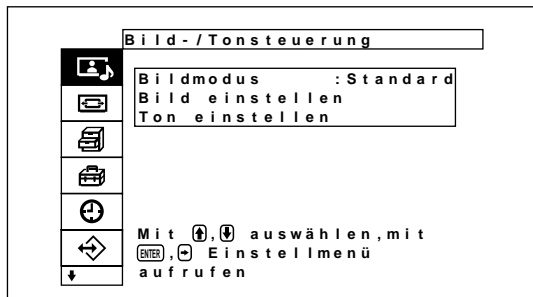 Bild-/Tonsteuerung
Bildmodus :Standard
Bild einstellen
Ton einstellen
Mit ⬆,⬇ auswählen,mit
ENTER,➡ Einstellmenü
aufrufen